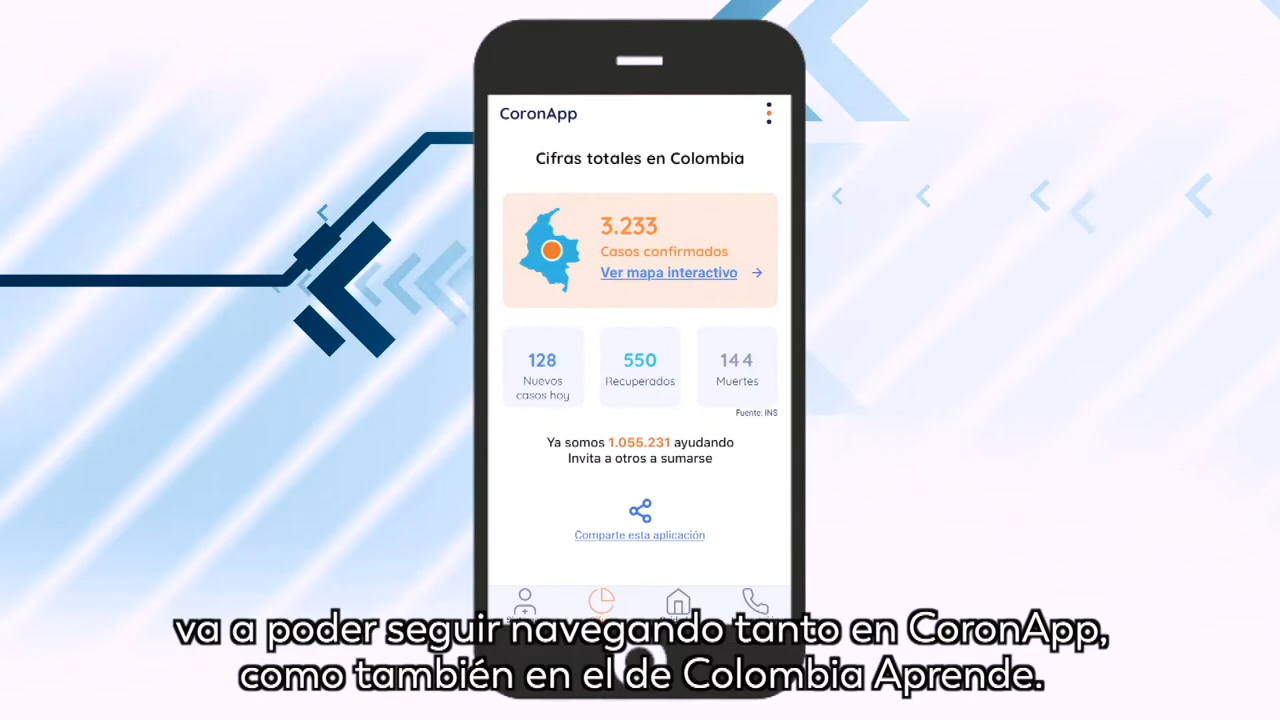 CoronApp
Cifras totales en Colombia
3.233
Casos confirmados
Ver mapa interactivo →
128
Nuevos
casos hoy
550
Recuperados
144
Muertes
Fuente: INS
Ya somos 1.055.231 ayudando
Invita a otros a sumarse
Comparte esta aplicación
va a poder seguir navegando tanto en CoronApp,
como también en el de Colombia Aprende.